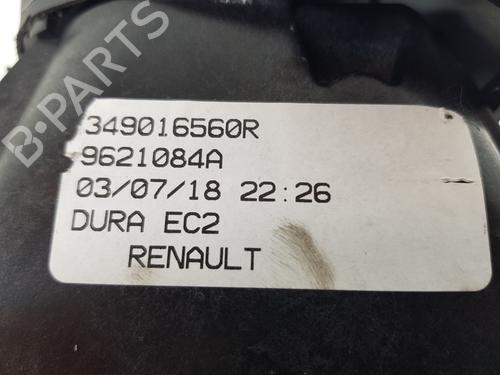 349016560R
9621084A
03/07/18 22:26
DURA EC2
RENAULT
B-PARTS